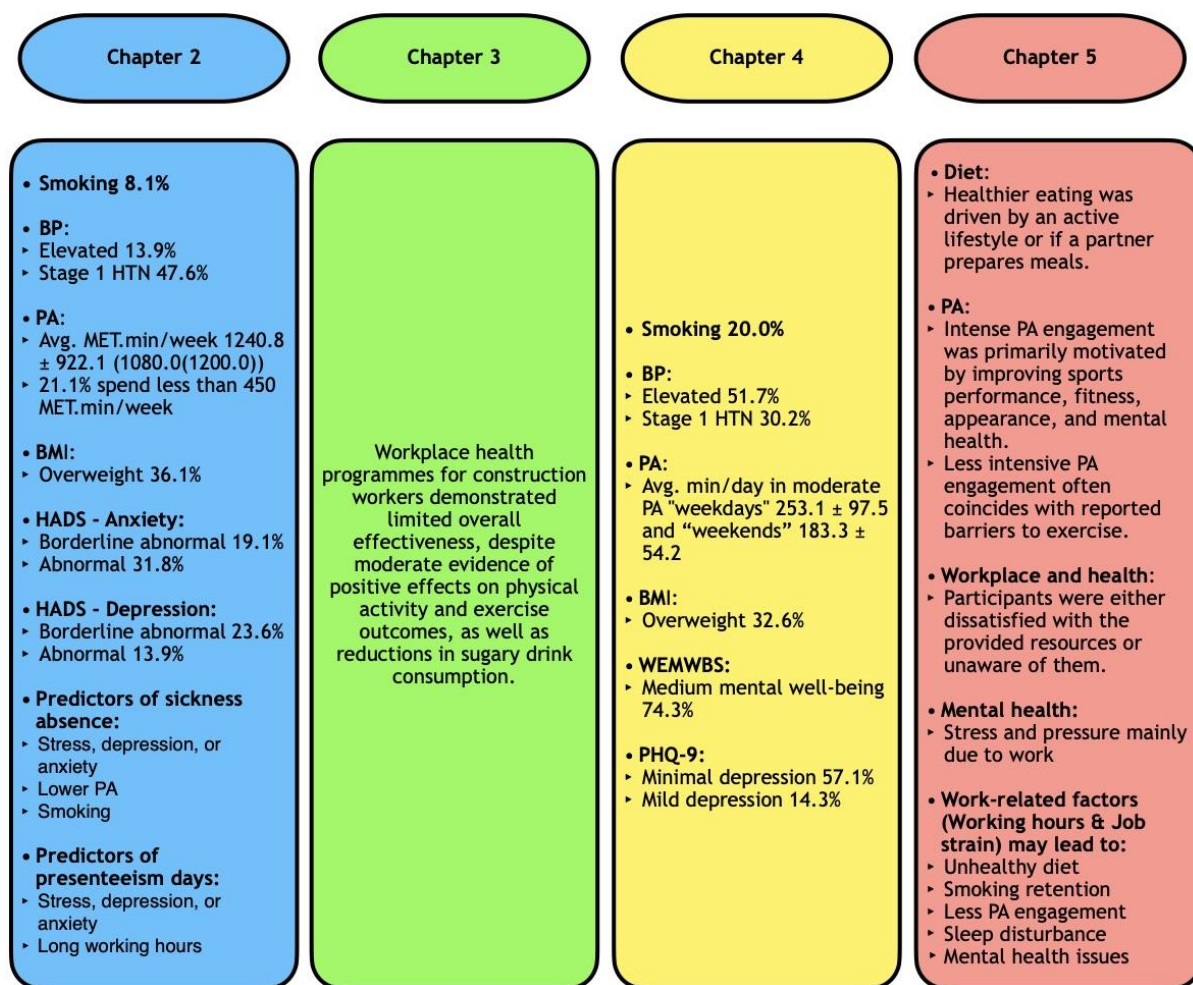 Chapter 2
Chapter 3
Chapter 4
Chapter 5
• Smoking 8.1%
• BP:
‣ Elevated 13.9%
‣ Stage 1 HTN 47.6%
• PA:
‣ Avg. MET.min/week 1240.8
± 922.1 (1080.0(1200.0))
‣ 21.1% spend less than 450
MET.min/week
• BMI:
‣ Overweight 36.1%
• HADS - Anxiety:
‣ Borderline abnormal 19.1%
‣ Abnormal 31.8%
• HADS - Depression:
‣ Borderline abnormal 23.6%
‣ Abnormal 13.9%
• Predictors of sickness
absence:
‣ Stress, depression, or
anxiety
‣ Lower PA
‣ Smoking
• Predictors of
presenteeism days:
‣ Stress, depression, or
anxiety
‣ Long working hours
Workplace health
programmes for construction
workers demonstrated
limited overall
effectiveness, despite
moderate evidence of
positive effects on physical
activity and exercise
outcomes, as well as
reductions in sugary drink
consumption.
• Smoking 20.0%
• BP:
‣ Elevated 51.7%
‣ Stage 1 HTN 30.2%
• PA:
‣ Avg. min/day in moderate
PA "weekdays" 253.1 ± 97.5
and “weekends” 183.3 ±
54.2
• BMI:
‣ Overweight 32.6%
• WEMWBS:
‣ Medium mental well-being
74.3%
• PHQ-9:
‣ Minimal depression 57.1%
‣ Mild depression 14.3%
• Diet:
‣ Healthier eating was
driven by an active
lifestyle or if a partner
prepares meals.
• PA:
‣ Intense PA engagement
was primarily motivated
by improving sports
performance, fitness,
appearance, and mental
health.
‣ Less intensive PA
engagement often
coincides with reported
barriers to exercise.
• Workplace and health:
‣ Participants were either
dissatisfied with the
provided resources or
unaware of them.
• Mental health:
‣ Stress and pressure mainly
due to work
• Work-related factors
(Working hours & Job
strain) may lead to:
‣ Unhealthy diet
‣ Smoking retention
‣ Less PA engagement
‣ Sleep disturbance
‣ Mental health issues